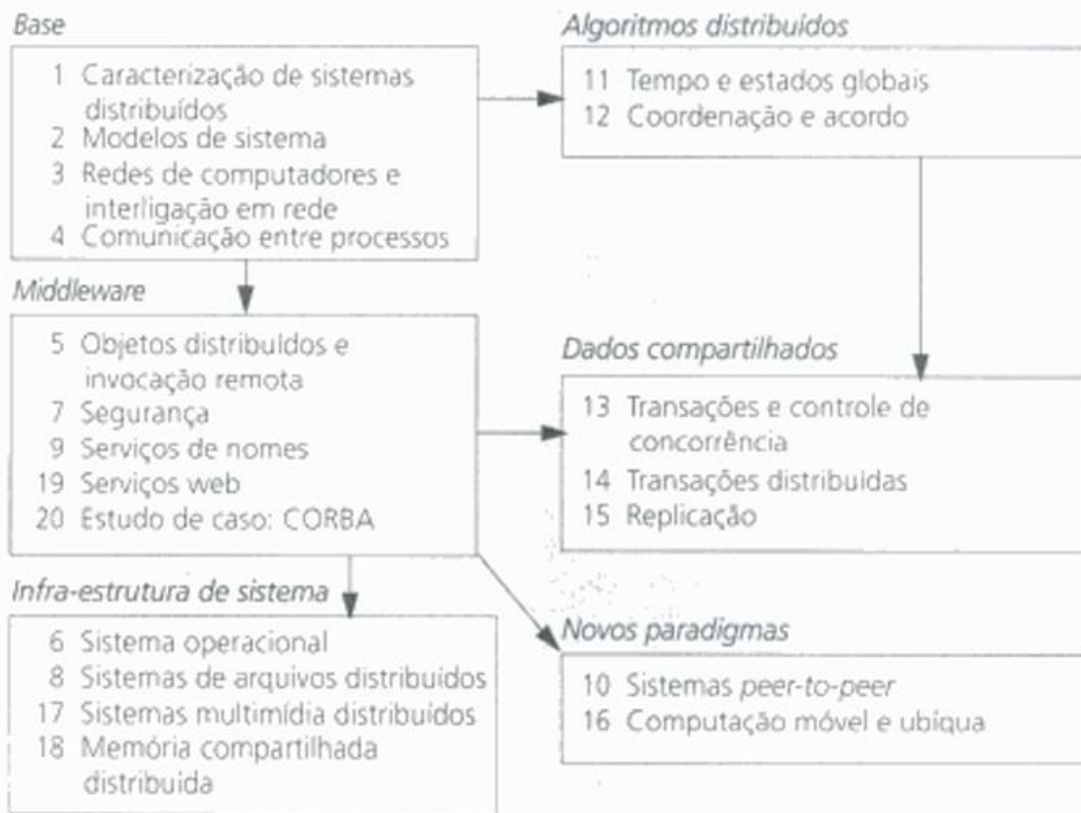 Base
1 Caracterização de sistemas
distribuídos
2 Modelos de sistema
3 Redes de computadores e
interligação em rede
4 Comunicação entre processos
Middleware
5 Objetos distribuídos e
invocação remota
7 Segurança
9 Serviços de nomes
19 Serviços web
20 Estudo de caso: CORBA
Infra-estrutura de sistema
6 Sistema operacional
8 Sistemas de arquivos distribuídos
17 Sistemas multimídia distribuídos
18 Memória compartilhada
distribuída
Algoritmos distribuídos
11 Tempo e estados globais
12 Coordenação e acordo
Dados compartilhados
13 Transações e controle de
concorrência
14 Transações distribuídas
15 Replicação
Novos paradigmas
10 Sistemas peer-to-peer
16 Computação móvel e ubíqua